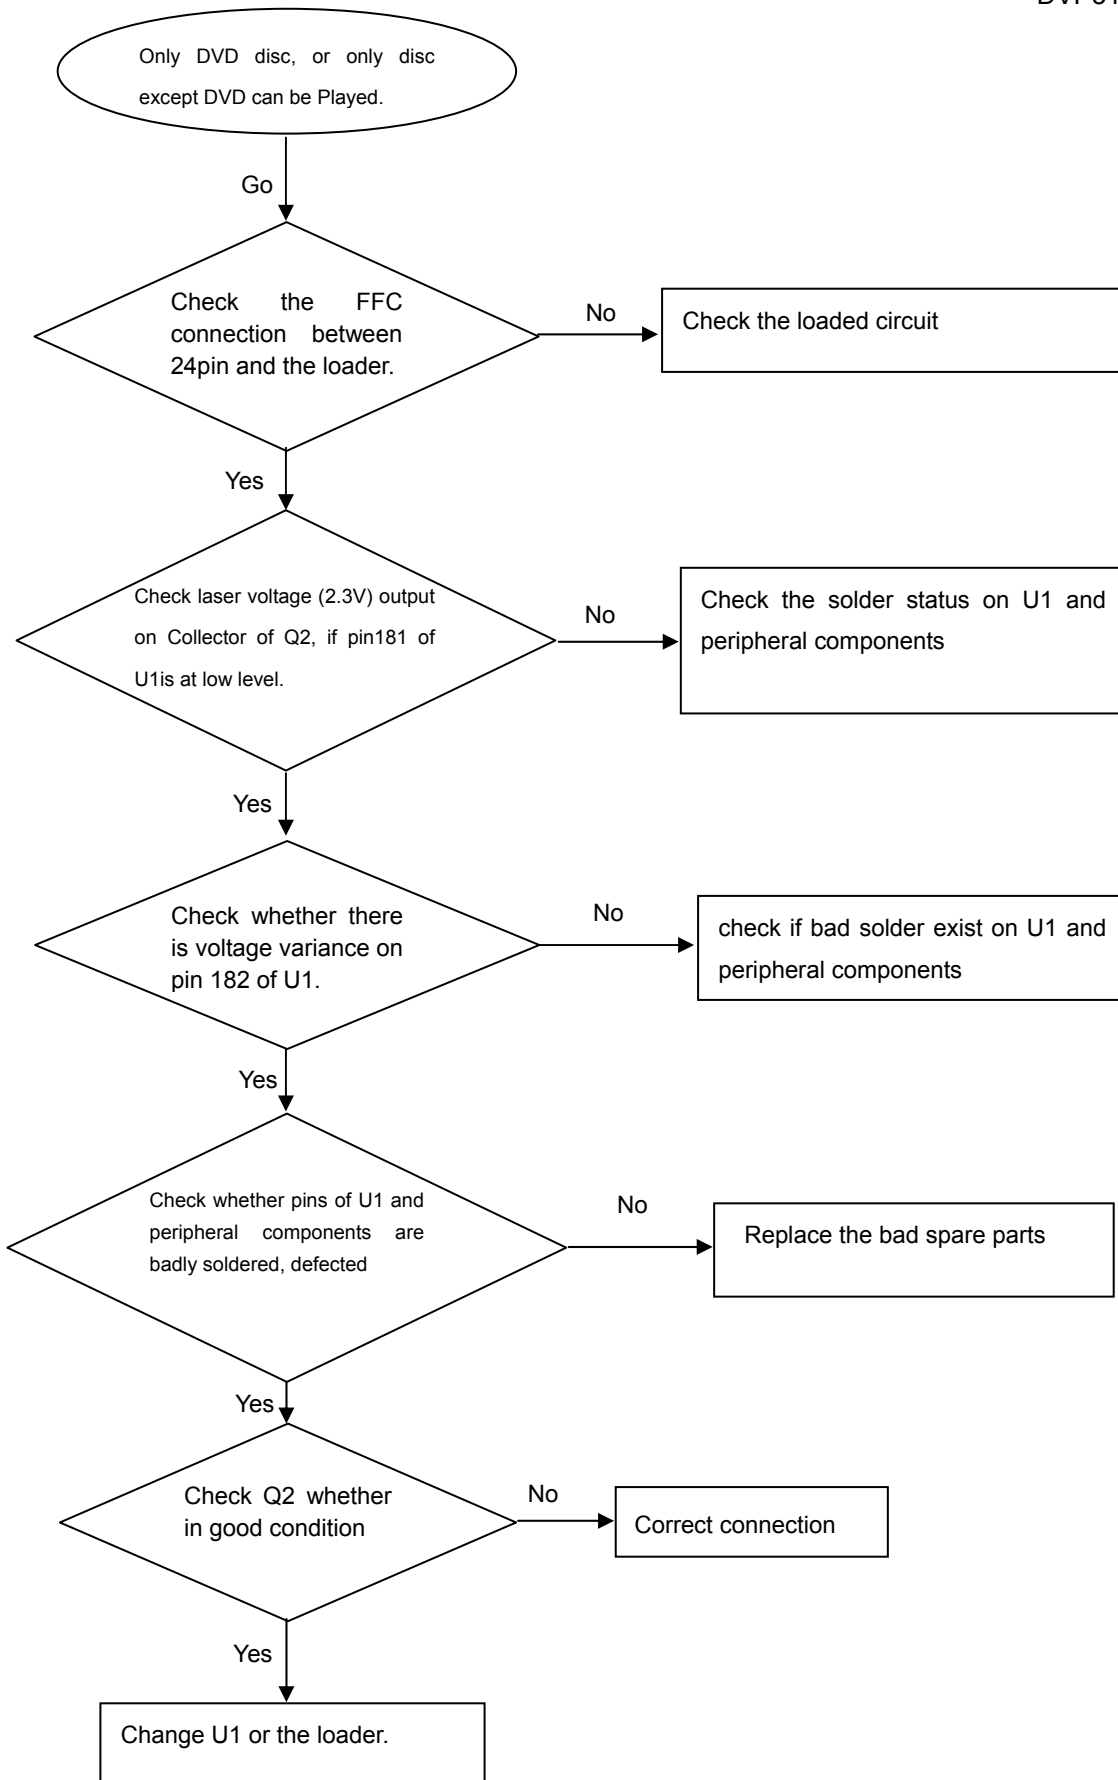 Only DVD disc, or only disc
except DVD can be Played.
Go
Check the FFC
connection between
24pin and the loader.
No
Check the loaded circuit
Yes
Check laser voltage (2.3V) output
on Collector of Q2, if pin181 of
U1is at low level.
No
Check the solder status on U1 and
peripheral components
Yes
Check whether there
is voltage variance on
pin 182 of U1.
No
check if bad solder exist on U1 and
peripheral components
Yes
Check whether pins of U1 and
peripheral components are
badly soldered, defected
No
Replace the bad spare parts
Yes
Check Q2 whether
in good condition
No
Correct connection
Yes
Change U1 or the loader.